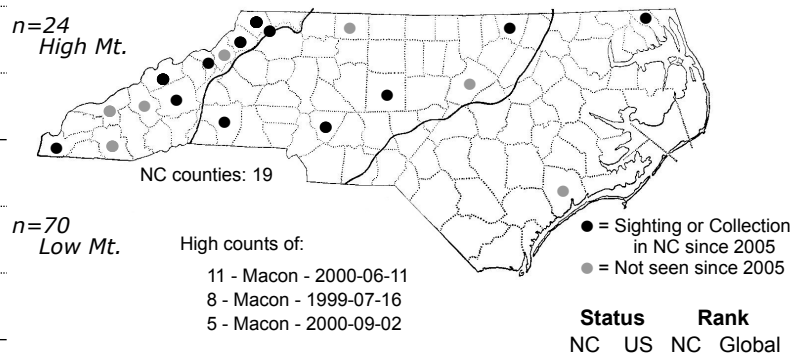 n=24
High Mt.
NC counties: 19
n=70
Low Mt.
High counts of:
11 - Macon - 2000-06-11
8 - Macon - 1999-07-16
5 - Macon - 2000-09-02
= Sighting or Collection
in NC since 2005
= Not seen since 2005
Status Rank
NC US NC Global